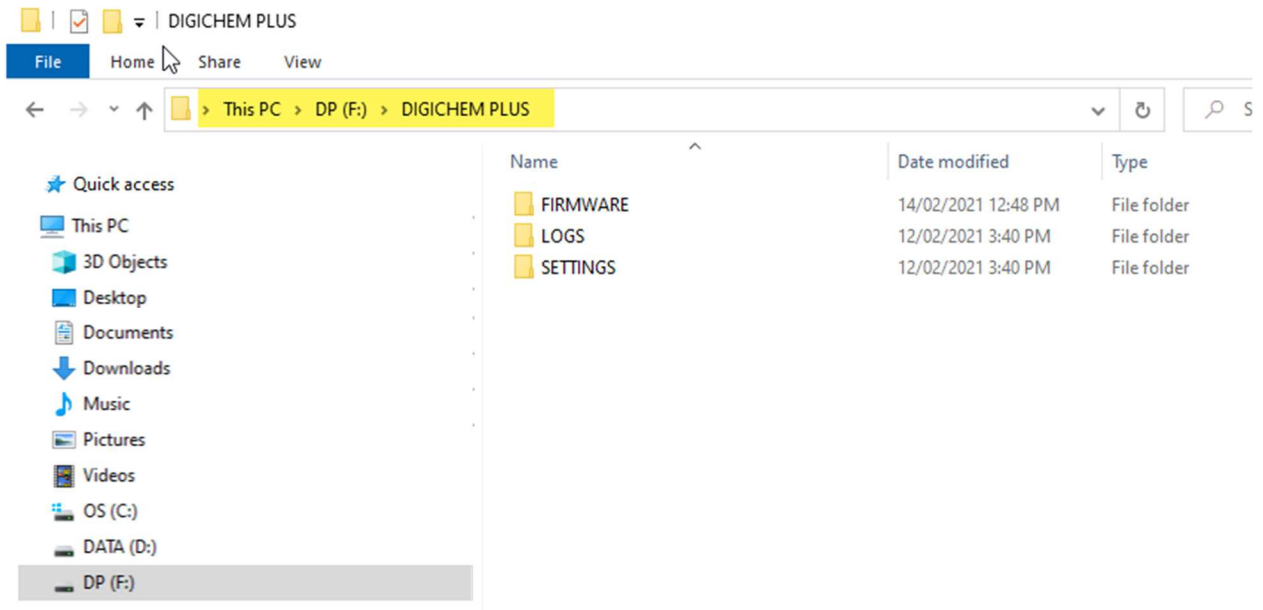 DIGICHEM PLUS
File Home Share View
This PC > DP (F:) > DIGICHEM PLUS S
Name Date modified Type
Quick access
This PC
3D Objects
Desktop
Documents
Downloads
Music
Pictures
Videos
OS (C:)
DATA (D:)
DP (F:)
FIRMWARE 14/02/2021 12:48 PM File folder
LOGS 12/02/2021 3:40 PM File folder
SETTINGS 12/02/2021 3:40 PM File folder